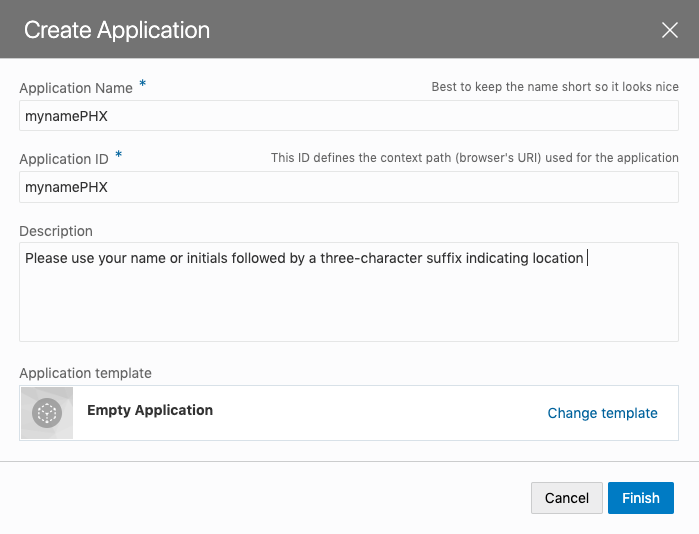 Create Application
Application Name *
Best to keep the name short so it looks nice
mynamePHX
Application ID *
This ID defines the context path (browser's URI) used for the application
mynamePHX
Description
Please use your name or initials followed by a three-character suffix indicating location
Application template
Empty Application
Change template
Cancel
Finish